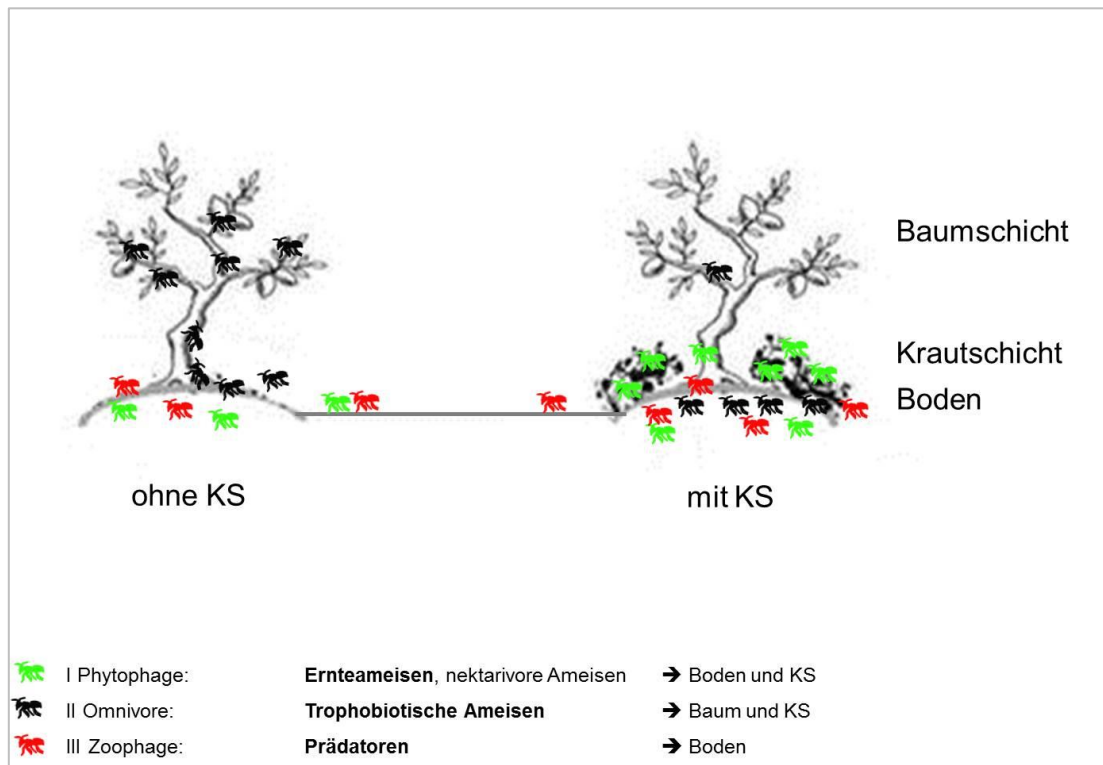 Baumschicht
Krautschicht
Boden
ohne KS
mit KS
I Phytophage: Ernteameisen, nektarivore Ameisen ➔ Boden und KS
II Omnivore: Trophobiotische Ameisen ➔ Baum und KS
III Zoophage: Prädatoren ➔ Boden